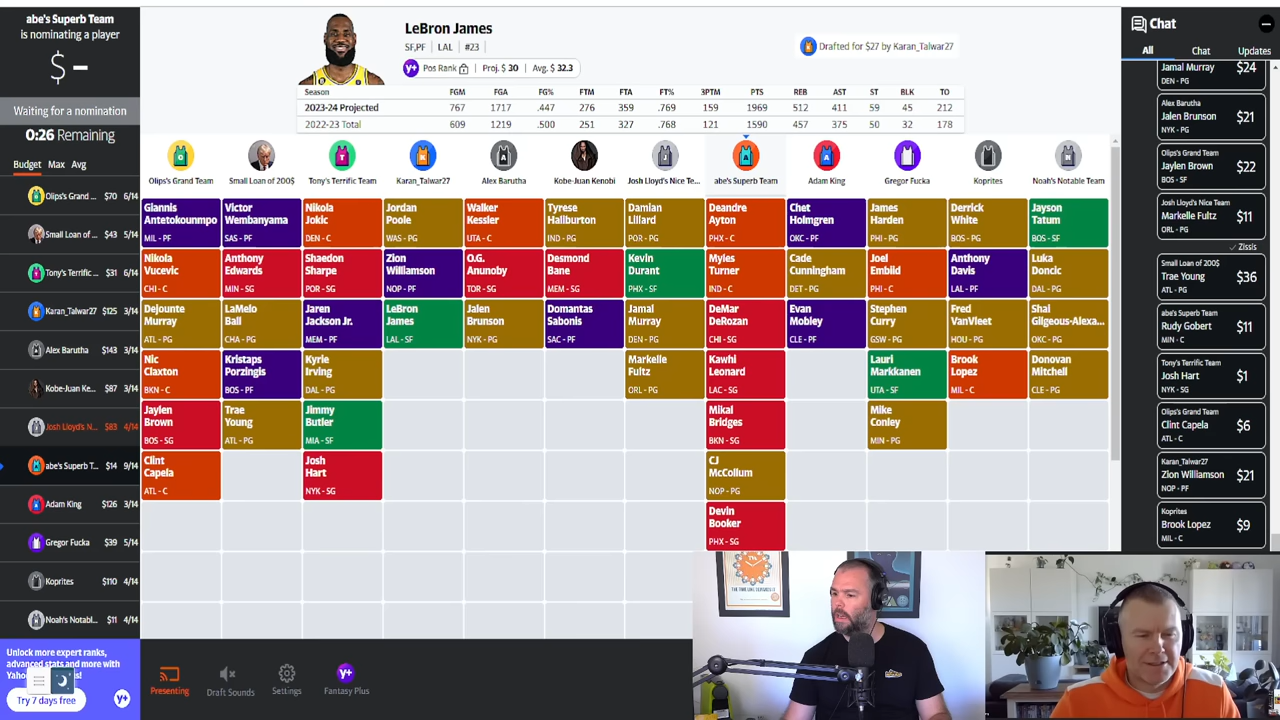 abe's Superb Team
is nominating a player
$ –
Waiting for a nomination
0:26 Remaining
Budget Max Avg
Olips's Gr... $70 6/14
Small Loan of ... $43 5/14
Tony's Terrific ... $31 6/14
Karan_Talwar27 $125 3/14
Alex Barutha $143 3/14
Kobe-Juan Ke... $87 3/14
Josh Lloyd's N... $83 4/14
abe's Superb T... $14 9/14
Adam King $126 3/14
Gregor Fucka $39 5/14
Koprites $110 4/14
Noah's Notabl... $11 4/14
Unlock more expert ranks,
advanced stats and more with
Try 7 days free
y+
LeBron James
SF,PF | LAL | #23
y+ Pos Rank | Proj. $ 30 | Avg. $ 32.3
Drafted for $27 by Karan_Talwar27
Season FGM FGA FG% FTM FTA FT% 3PTM PTS REB AST ST BLK TO
2023-24 Projected 767 1717 .447 276 359 .769 159 1969 512 411 59 45 212
2022-23 Total 609 1219 .500 251 327 .768 121 1590 457 375 50 32 178
O T K A J A A N
Olips's Grand Team Small Loan of 200$ Tony's Terrific Team Karan_Talwar27 Alex Barutha Kobe-Juan Kenobi Josh Lloyd's Nice Te... abe's Superb Team Adam King Gregor Fucka Koprites Noah's Notable Team
Giannis Victor Nikola Jordan Walker Tyrese Damian Deandre Chet James Derrick Jayson
Antetokounmpo Wembanyama Jokic Poole Kessler Haliburton Lillard Ayton Holmgren Harden White Tatum
MIL - PF SAS - PF DEN - C WAS - PG UTA - C IND - PG POR - PG PHX - C OKC - PF PHI - PG BOS - PG BOS - SF
Nikola Anthony Shaedon Zion O.G. Desmond Kevin Myles Cade Joel Anthony Luka
Vucevic Edwards Sharpe Williamson Anunoby Bane Durant Turner Cunningham Embiid Davis Doncic
CHI - C MIN - SG POR - SG NOP - PF TOR - SG MEM - SG PHX - SF IND - C DET - PG PHI - C LAL - PF DAL - PG
Dejounte LaMelo Jaren LeBron Jalen Domantas Jamal DeMar Evan Stephen Fred Shai
Murray Ball Jackson Jr. James Brunson Sabonis Murray DeRozan Mobley Curry VanVleet Gilgeous-Alexa...
ATL - PG CHA - PG MEM - PF LAL - SF NYK - PG SAC - PF DEN - PG CHI - SG CLE - PF GSW - PG HOU - PG OKC - PG
Nic Kristaps Kyrie Markelle Kawhi Lauri Brook Donovan
Claxton Porzingis Irving Fultz Leonard Markkanen Lopez Mitchell
BKN - C BOS - PF DAL - PG ORL - PG LAC - SG UTA - SF MIL - C CLE - PG
Jaylen Trae Jimmy Mikal Mike
Brown Young Butler Bridges Conley
BOS - SG ATL - PG MIA - SF BKN - SG MIN - PG
Clint Josh CJ
Capela Hart McCollum
ATL - C NYK - SG NOP - PG
Devin
Booker
PHX - SG
Presenting Draft Sounds Settings Fantasy Plus
Chat
All Chat Updates
Jamal Murray $24
DEN - PG
Alex Barutha
Jalen Brunson $21
NYK - PG
Olips's Grand Team
Jaylen Brown $22
BOS - SF
Josh Lloyd's Nice Team
Markelle Fultz $11
ORL - PG
Zissis
Small Loan of 200$
Trae Young $36
ATL - PG
abe's Superb Team
Rudy Gobert $11
MIN - C
Tony's Terrific Team
Josh Hart $1
NYK - SG
Olips's Grand Team
Clint Capela $6
ATL - C
Karan_Talwar27
Zion Williamson $21
NOP - PF
Koprites
Brook Lopez $9
MIL - C